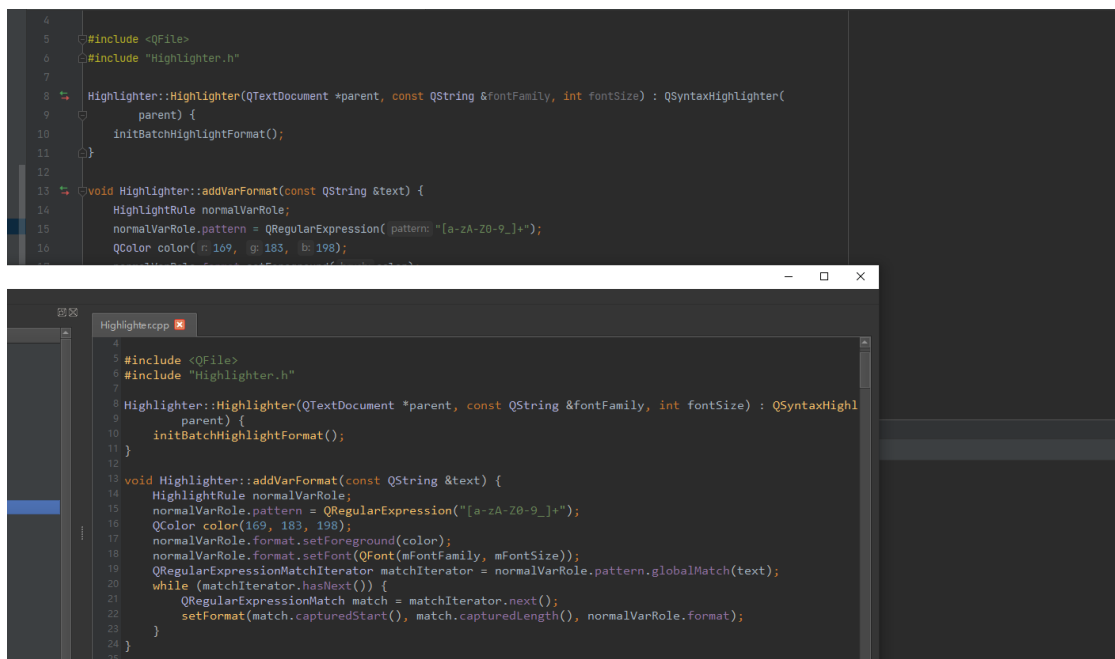 4
5 #include <QFile>
6 #include "Highlighter.h"
7
8 Highlighter::Highlighter(QTextDocument *parent, const QString &fontFamily, int fontSize) : QSyntaxHighlighter(
9         parent) {
10     initBatchHighlightFormat();
11 }
12
13 void Highlighter::addVarFormat(const QString &text) {
14     HighlightRule normalVarRole;
15     normalVarRole.pattern = QRegularExpression( pattern: "[a-zA-Z0-9_]+");
16     QColor color( r: 169, g: 183, b: 198);
Highlighter.cpp
4
5 #include <QFile>
6 #include "Highlighter.h"
7
8 Highlighter::Highlighter(QTextDocument *parent, const QString &fontFamily, int fontSize) : QSyntaxHighl
9         parent) {
10     initBatchHighlightFormat();
11 }
12
13 void Highlighter::addVarFormat(const QString &text) {
14     HighlightRule normalVarRole;
15     normalVarRole.pattern = QRegularExpression("[a-zA-Z0-9_]+");
16     QColor color(169, 183, 198);
17     normalVarRole.format.setForeground(color);
18     normalVarRole.format.setFont(QFont(mFontFamily, mFontSize));
19     QRegularExpressionMatchIterator matchIterator = normalVarRole.pattern.globalMatch(text);
20     while (matchIterator.hasNext()) {
21         QRegularExpressionMatch match = matchIterator.next();
22         setFormat(match.capturedStart(), match.capturedLength(), normalVarRole.format);
23     }
24 }
25